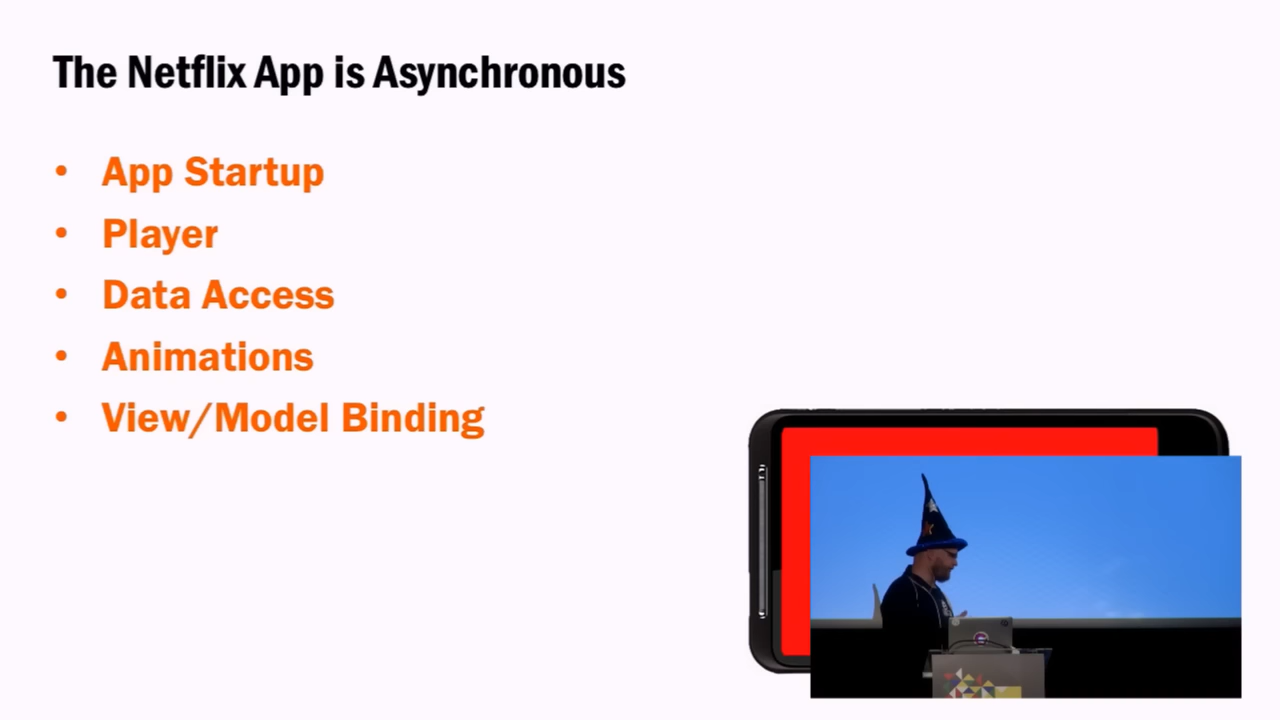 The Netflix App is Asynchronous
• App Startup
• Player
• Data Access
• Animations
• View/Model Binding